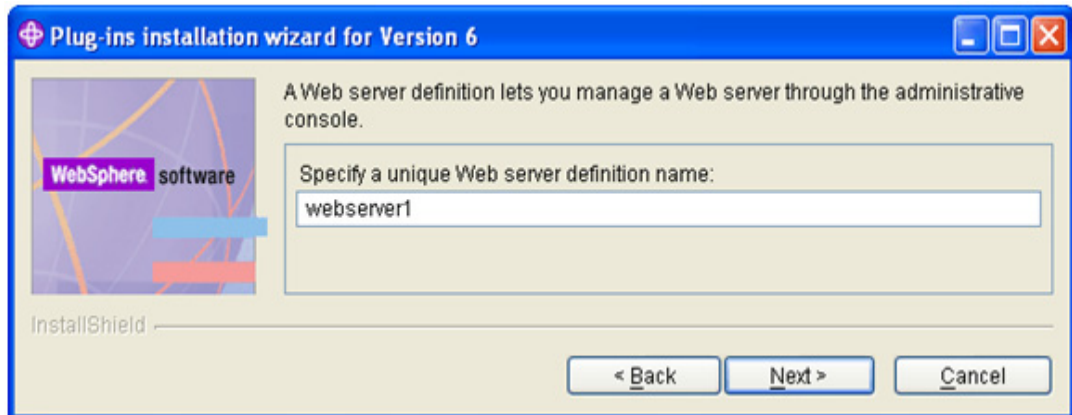 Plug-ins installation wizard for Version 6
A Web server definition lets you manage a Web server through the administrative
console.
WebSphere software
Specify a unique Web server definition name:
webserver1
InstallShield
< Back
Next >
Cancel